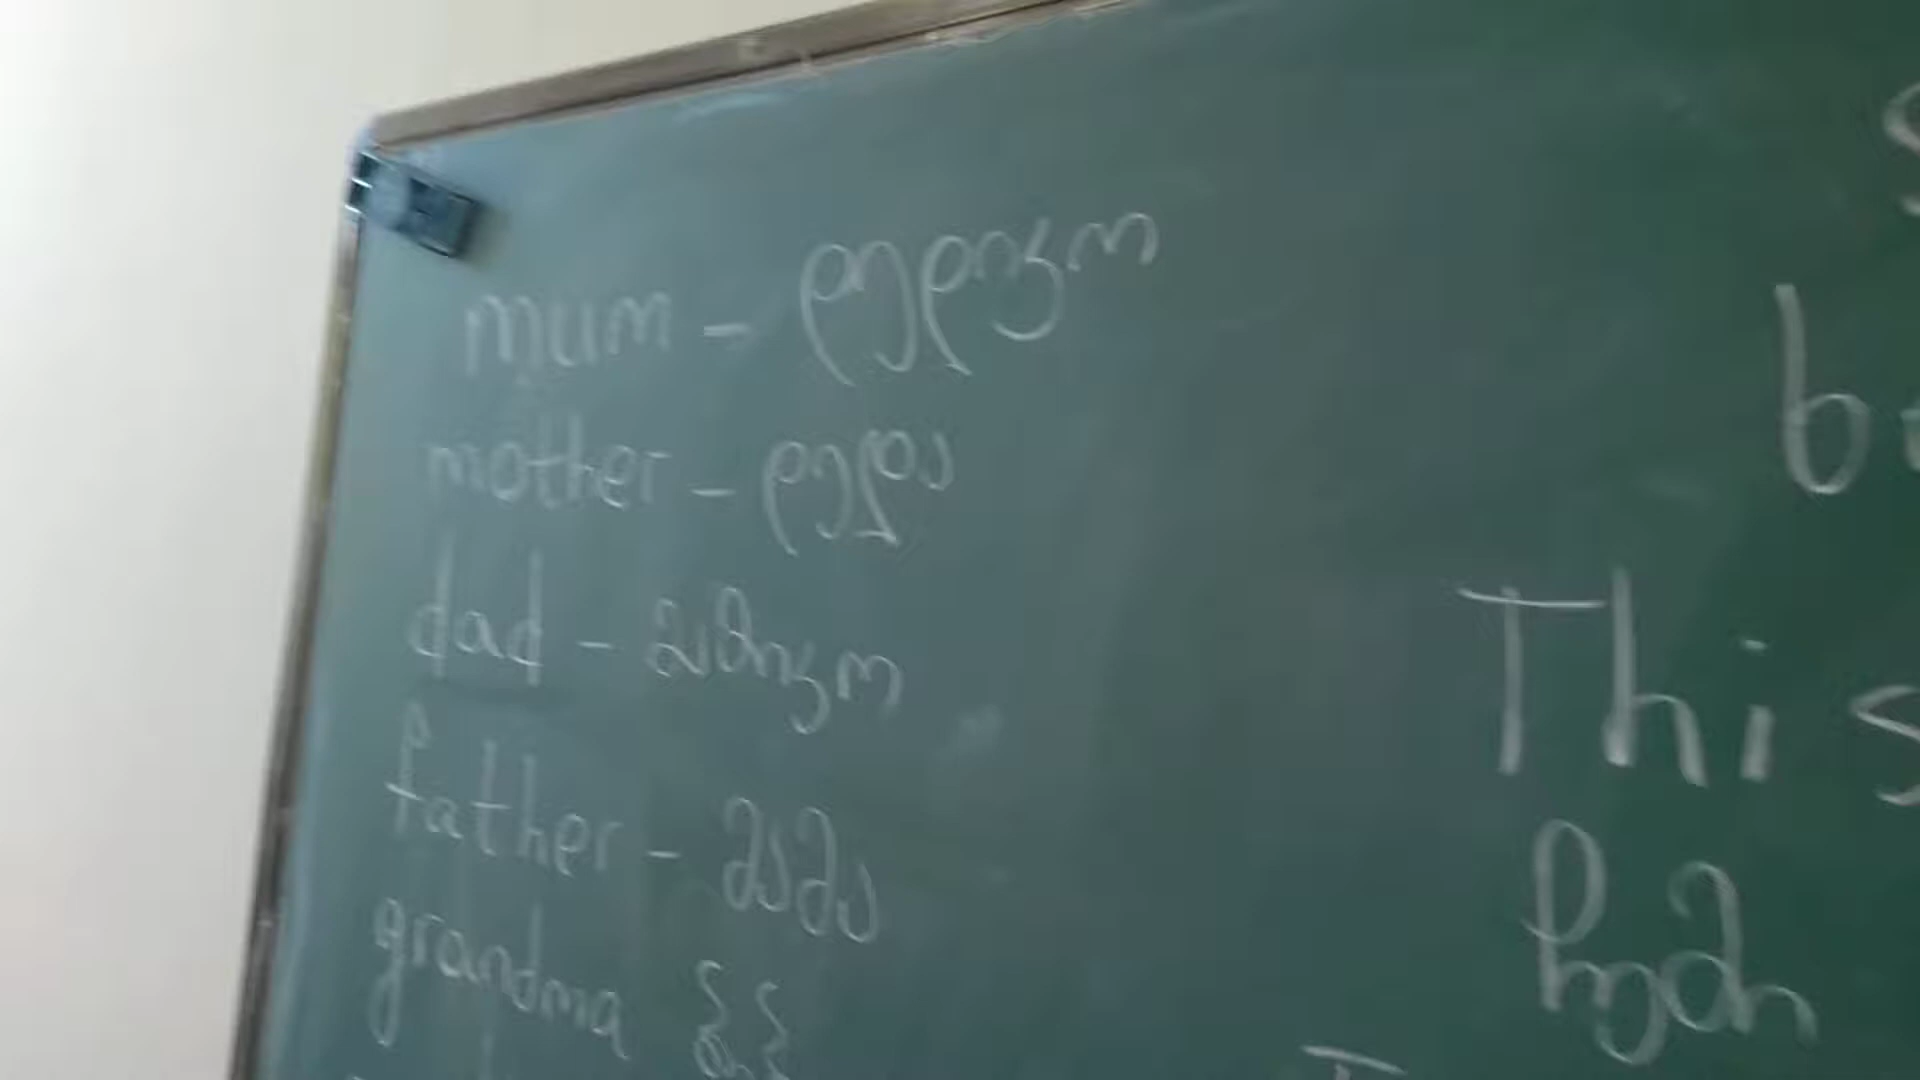 mum - დედიკო
mother - დედა
dad - მამიკო
father - მამა
grandma
This
ჩემი